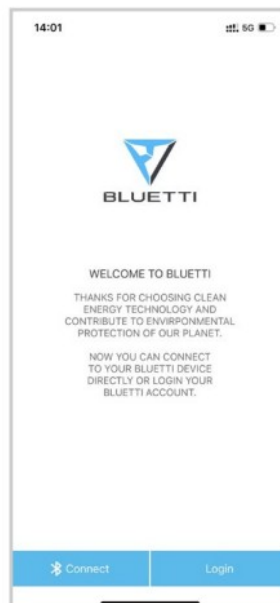 14:01
5G
BLUETTI
WELCOME TO BLUETTI
THANKS FOR CHOOSING CLEAN
ENERGY TECHNOLOGY AND
CONTRIBUTE TO ENVIRPONMENTAL
PROTECTION OF OUR PLANET.
NOW YOU CAN CONNECT
TO YOUR BLUETTI DEVICE
DIRECTLY OR LOGIN YOUR
BLUETTI ACCOUNT.
Connect
Login